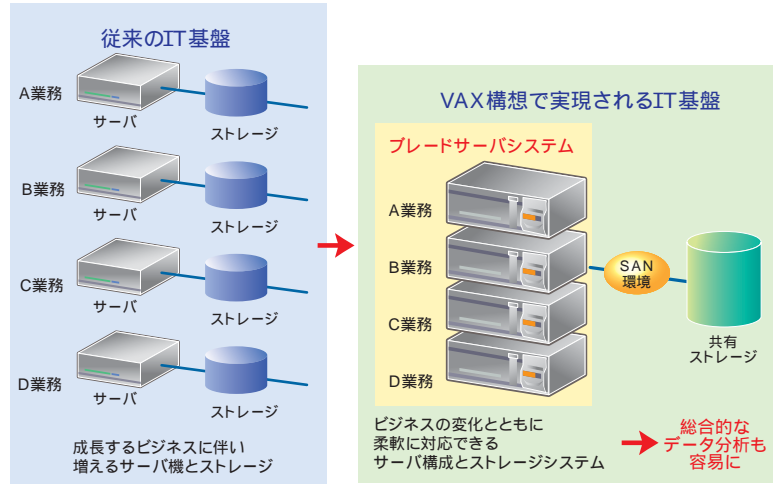 従来のIT基盤
A業務
サーバ
ストレージ
B業務
サーバ
ストレージ
C業務
サーバ
ストレージ
D業務
サーバ
ストレージ
成長するビジネスに伴い
増えるサーバ機とストレージ
VAX構想で実現されるIT基盤
ブレードサーバシステム
A業務
B業務
C業務
D業務
SAN
環境
共有
ストレージ
ビジネスの変化とともに
柔軟に対応できる
サーバ構成とストレージシステム
総合的な
データ分析も
容易に